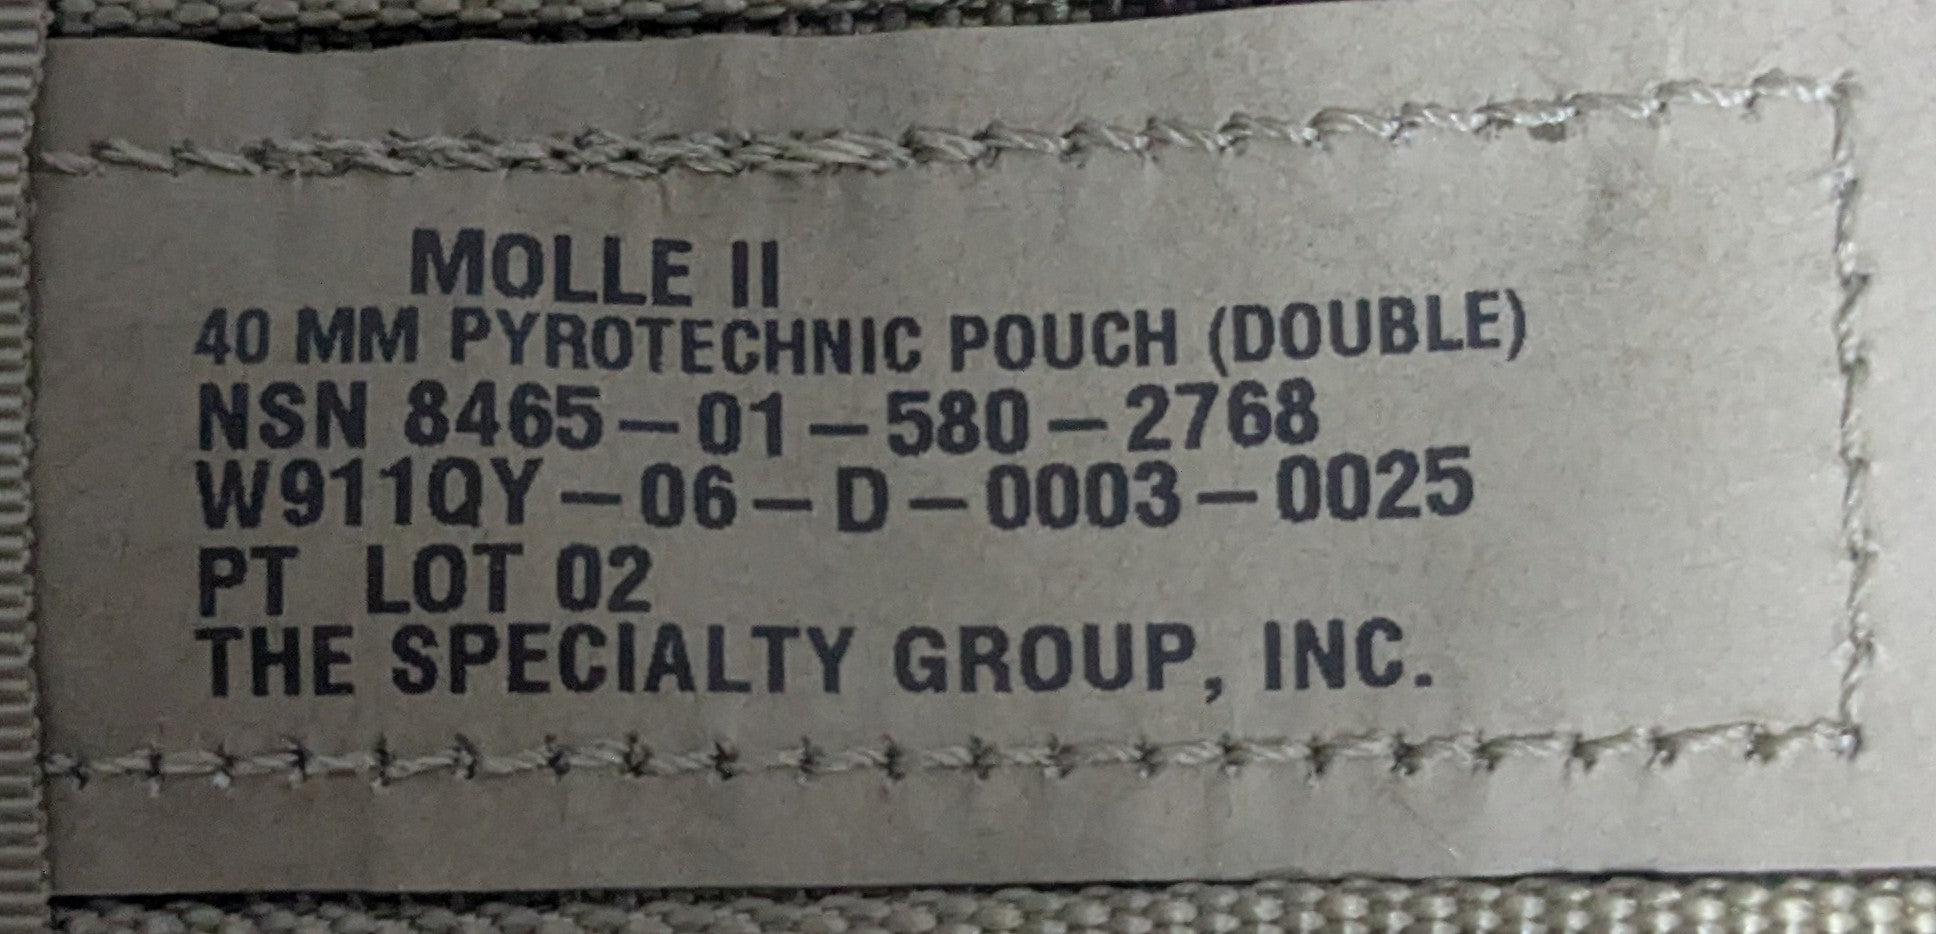 MOLLE II
40 MM PYROTECHNIC POUCH (DOUBLE)
NSN 8465-01-580-2768
W911QY-06-D-0003-0025
PT LOT 02
THE SPECIALTY GROUP, INC.